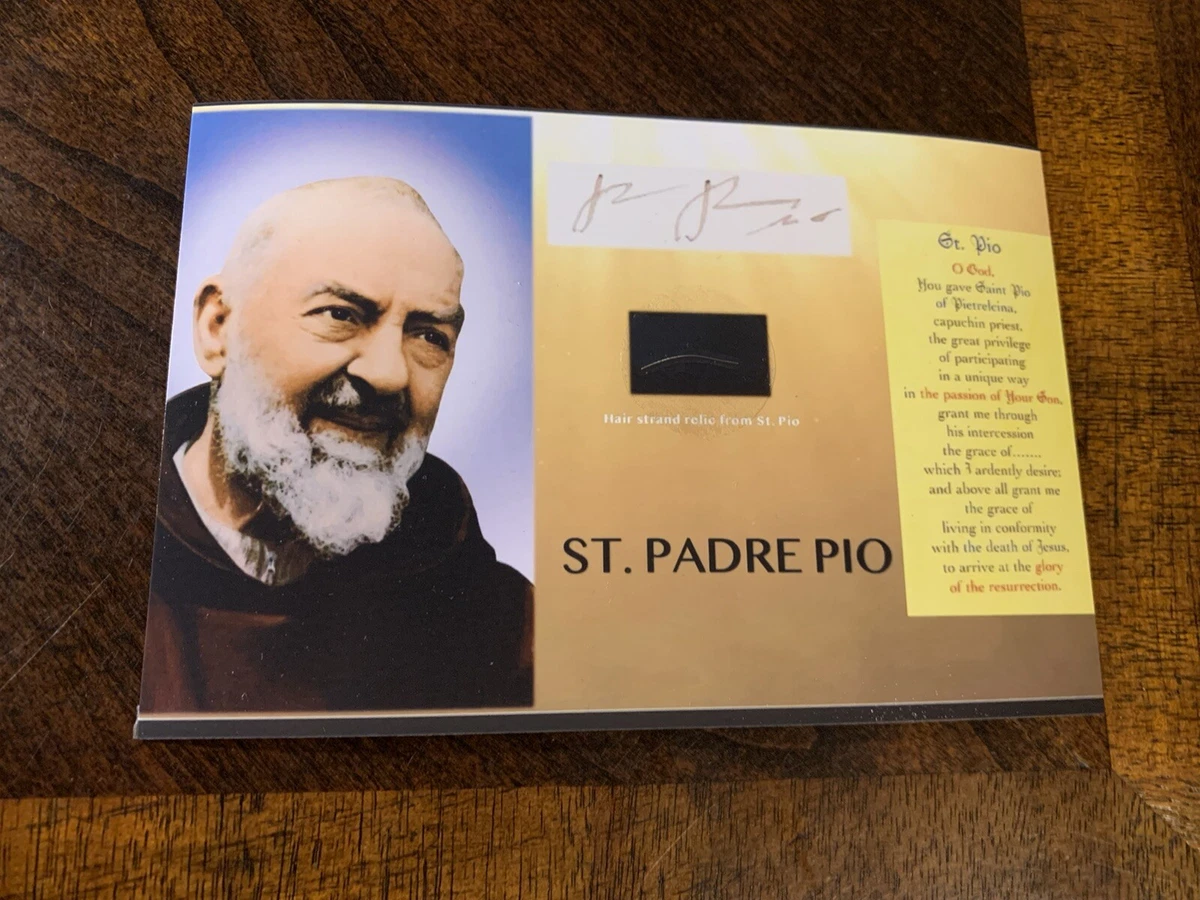 Hair strand relic from St. Pio
ST. PADRE PIO
St. Pio
O God,
You gave Saint Pio
of Pietrelcina,
capuchin priest,
the great privilege
of participating
in a unique way
in the passion of Your Son,
grant me through
his intercession
the grace of.......
which I ardently desire;
and above all grant me
the grace of
living in conformity
with the death of Jesus,
to arrive at the glory
of the resurrection.